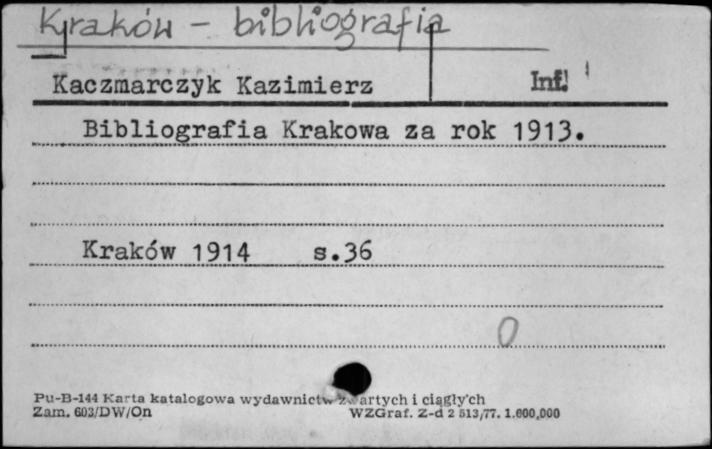 Kraków - bibliografia
Kaczmarczyk Kazimierz Inf.
Bibliografia Krakowa za rok 1913.
Kraków 1914 s.36
0
Pu-B-144 Karta katalogowa wydawnictw zwartych i ciągłych
Zam. 603/DW/On WZGraf. Z-d 2 513/77. 1.600,000